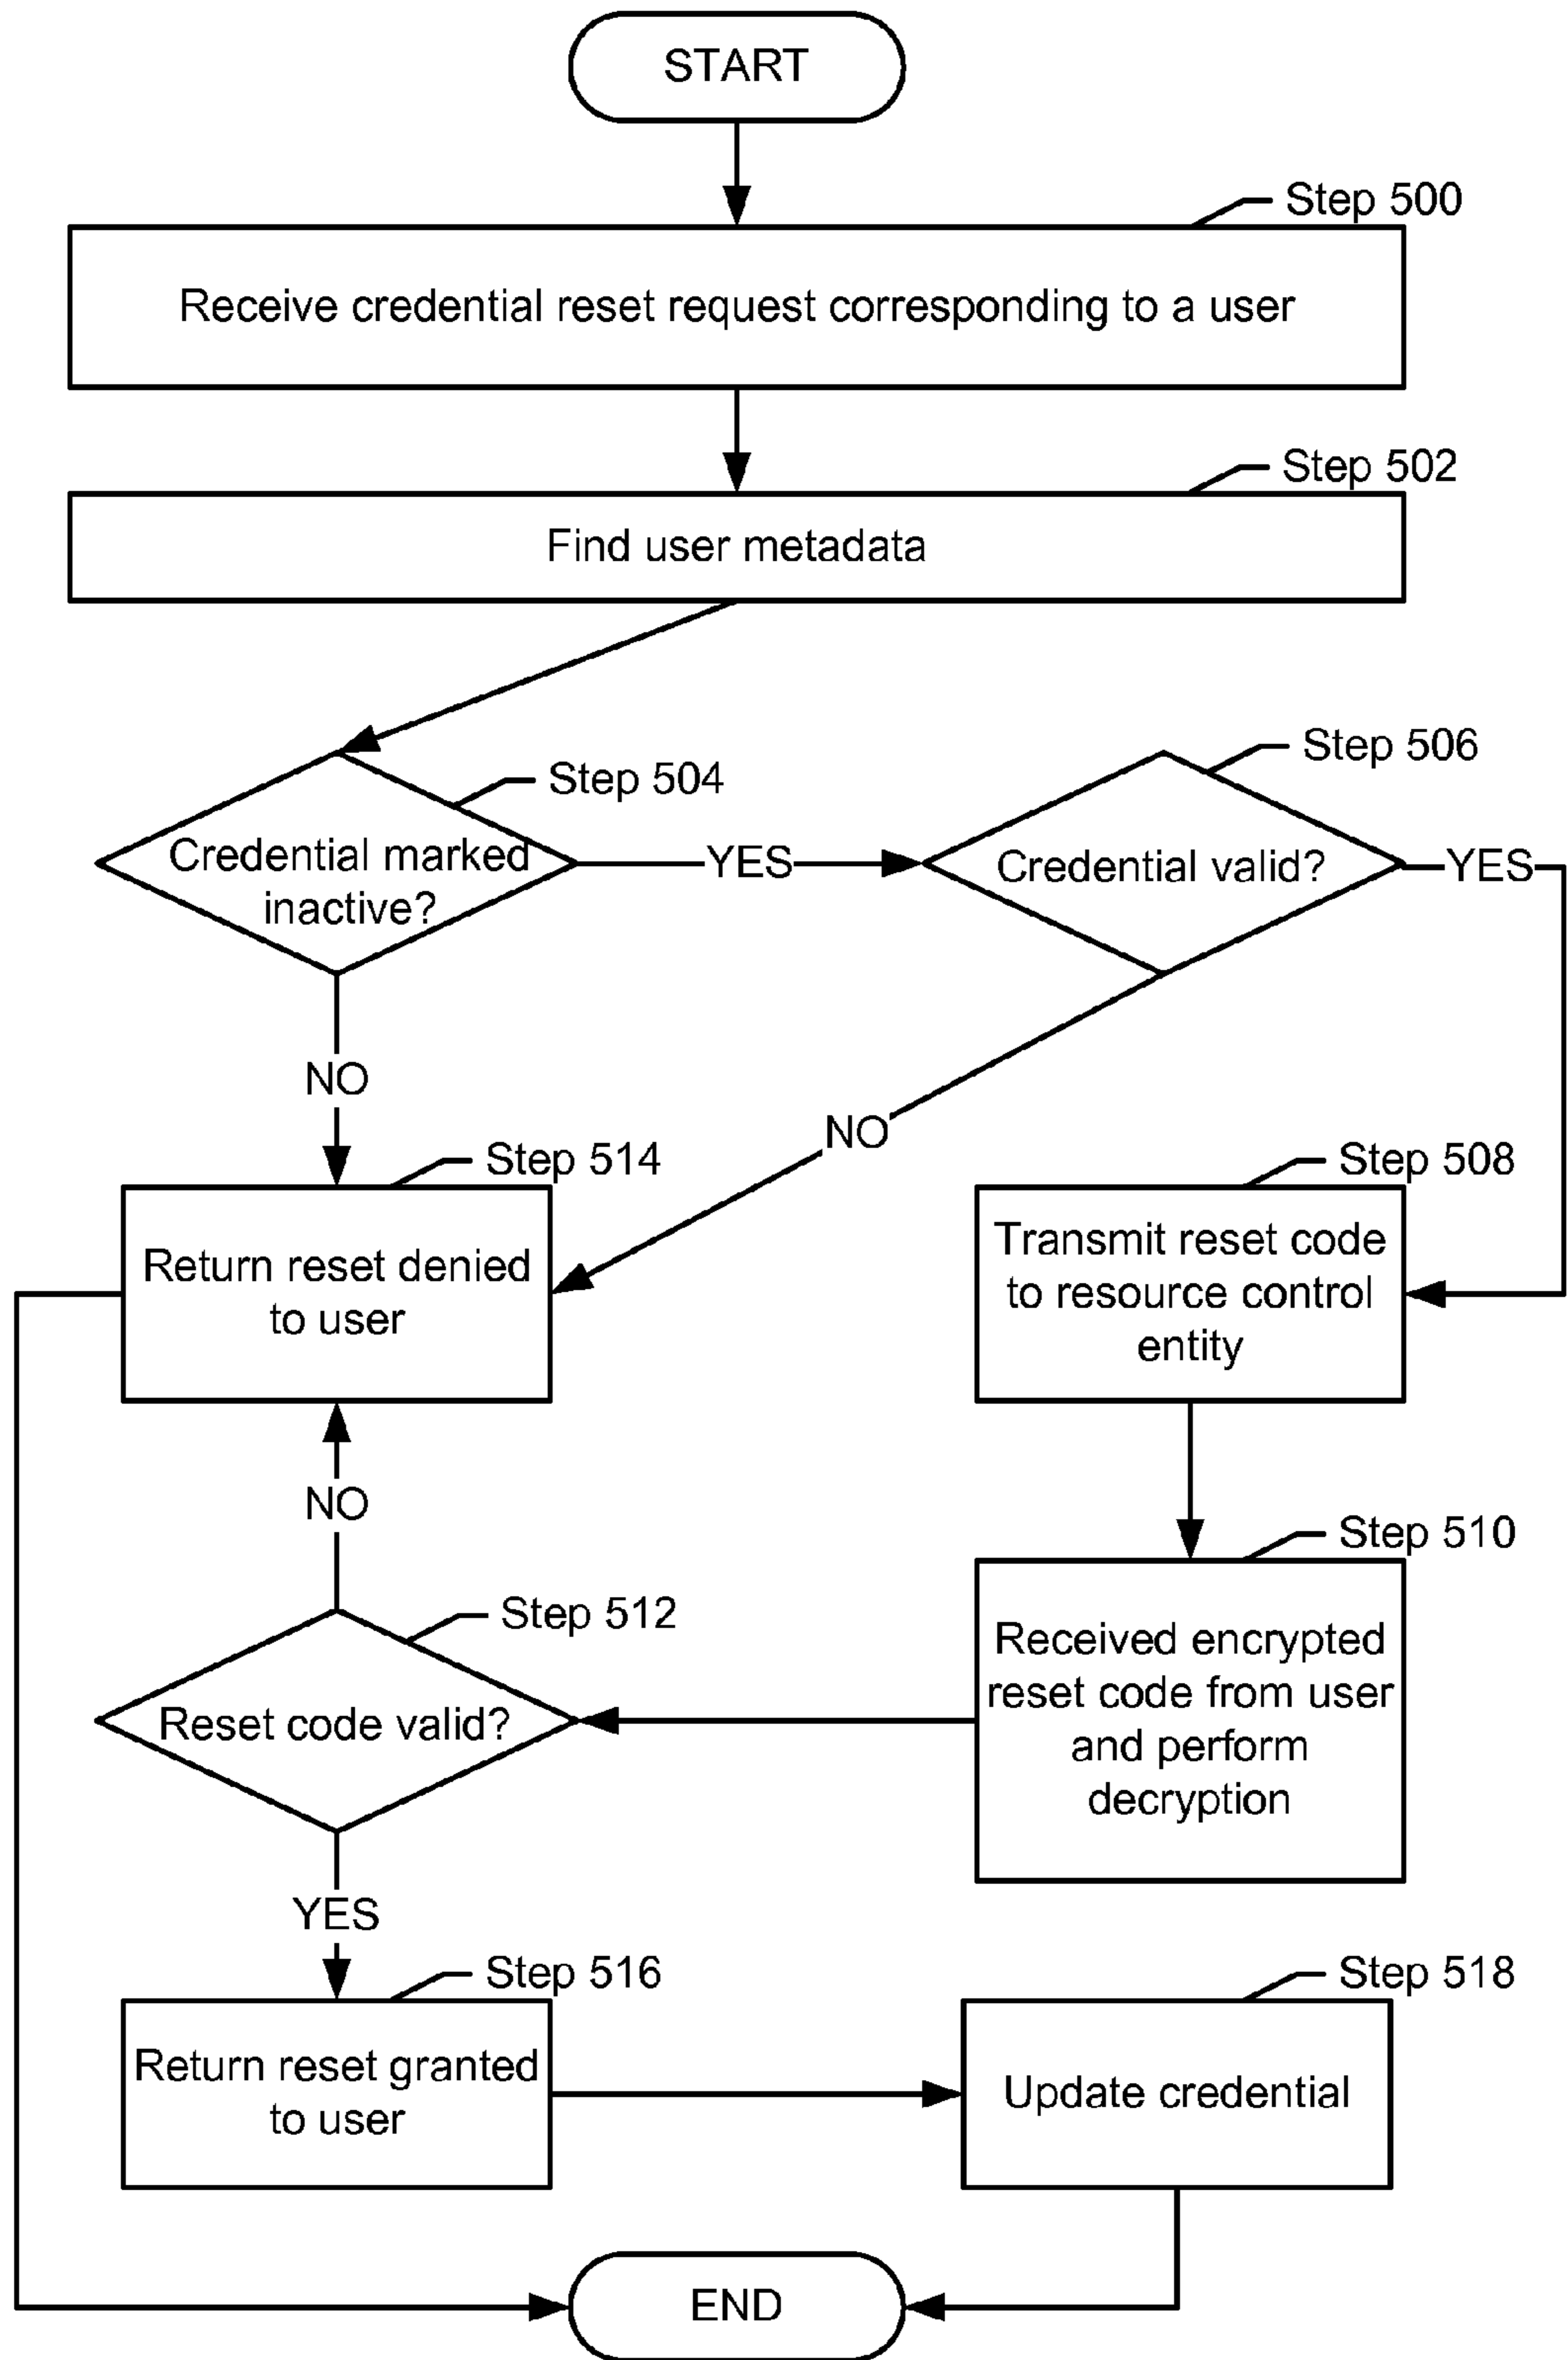 START
Step 500
Receive credential reset request corresponding to a user
Step 502
Find user metadata
Step 504
Credential marked
inactive?
YES
Step 506
Credential valid?
YES
NO
NO
Step 514
Return reset denied
to user
Step 508
Transmit reset code
to resource control
entity
NO
Step 510
Received encrypted
reset code from user
and perform
decryption
Step 512
Reset code valid?
YES
Step 516
Return reset granted
to user
Step 518
Update credential
END